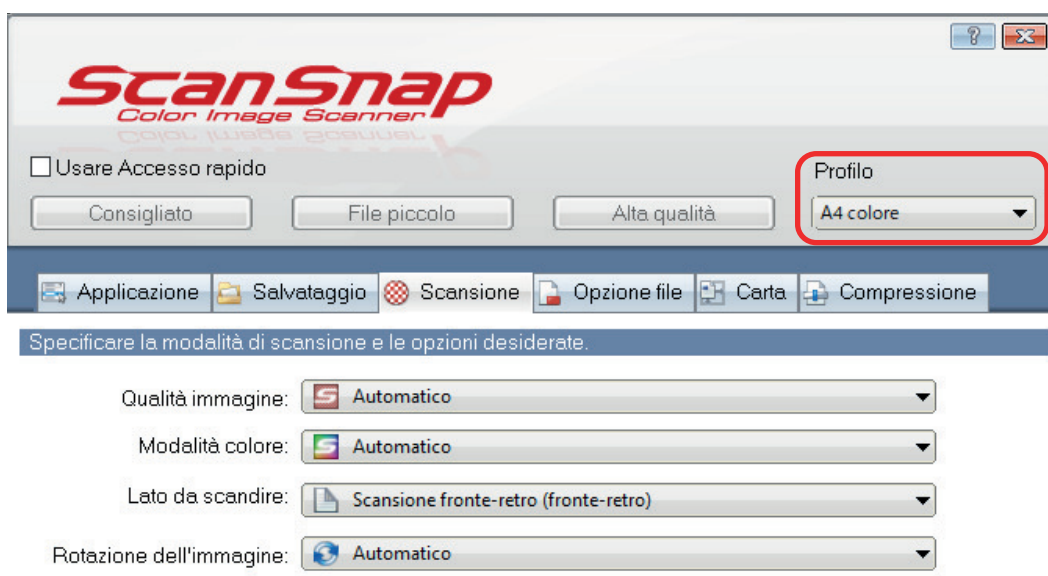 ScanSnap
Color Image Scanner
Usare Accesso rapido
Profilo
Consigliato File piccolo Alta qualità A4 colore
Applicazione Salvataggio Scansione Opzione file Carta Compressione
Specificare la modalità di scansione e le opzioni desiderate.
Qualità immagine: Automatico
Modalità colore: Automatico
Lato da scandire: Scansione fronte-retro (fronte-retro)
Rotazione dell'immagine: Automatico